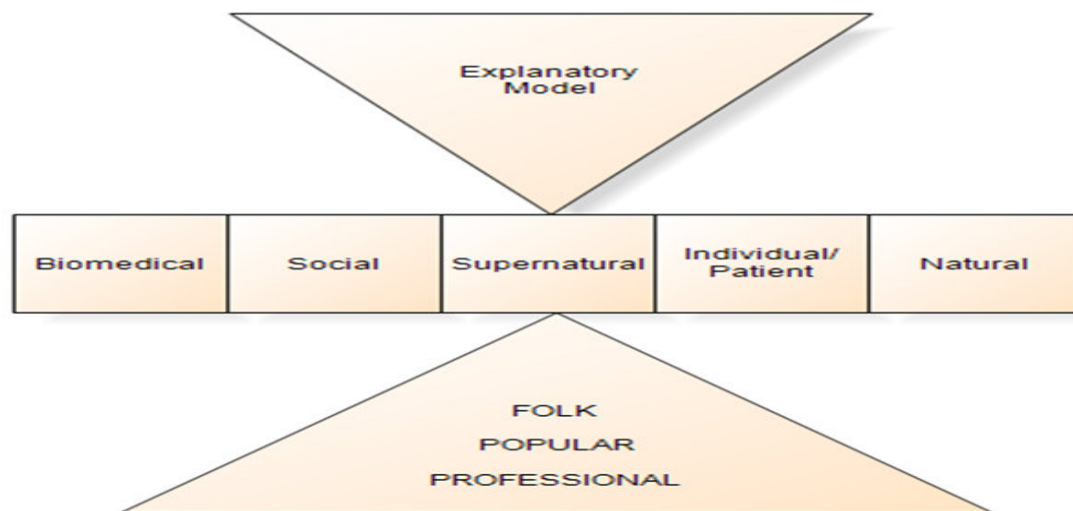 Explanatory
Model
Biomedical
Social
Supernatural
Individual/
Patient
Natural
FOLK
POPULAR
PROFESSIONAL